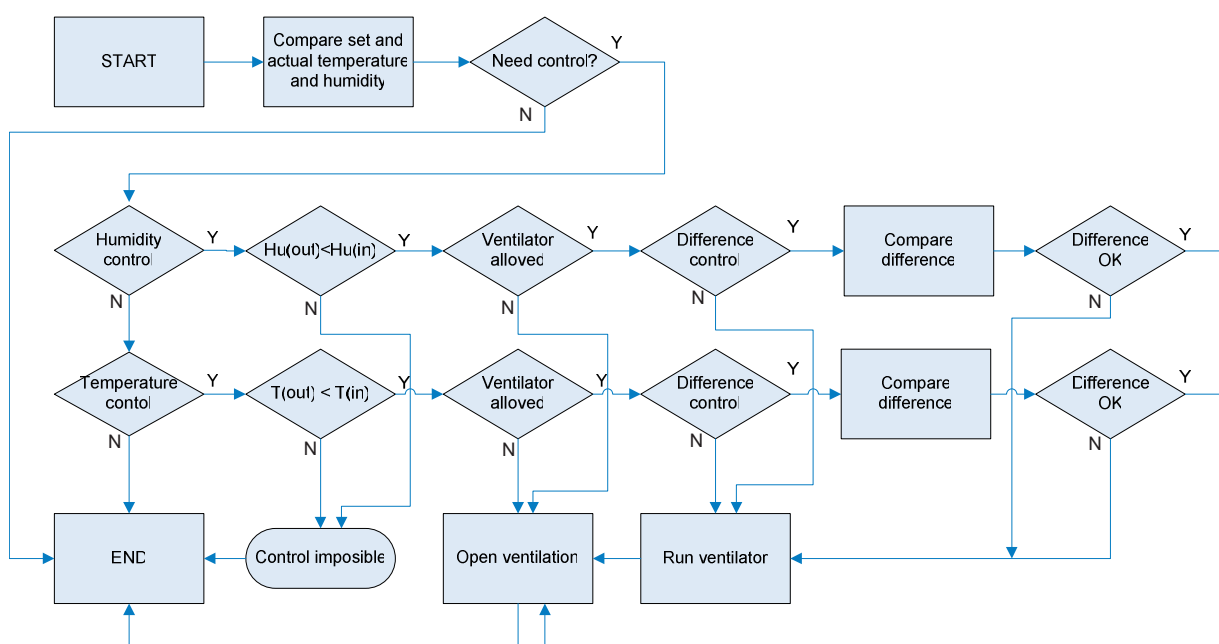 START
Compare set and
actual temperature
and humidity
Need control?
Y
N
Humidity
control
Y
N
Hu(out)<Hu(in)
Y
N
Ventilator
alloved
Y
N
Difference
control
Y
N
Compare
difference
Difference
OK
Y
N
Temperature
contol
Y
N
T(out) < T(in)
Y
N
Ventilator
alloved
Y
N
Difference
control
Y
N
Compare
difference
Difference
OK
Y
N
END
Control imposible
Open ventilation
Run ventilator